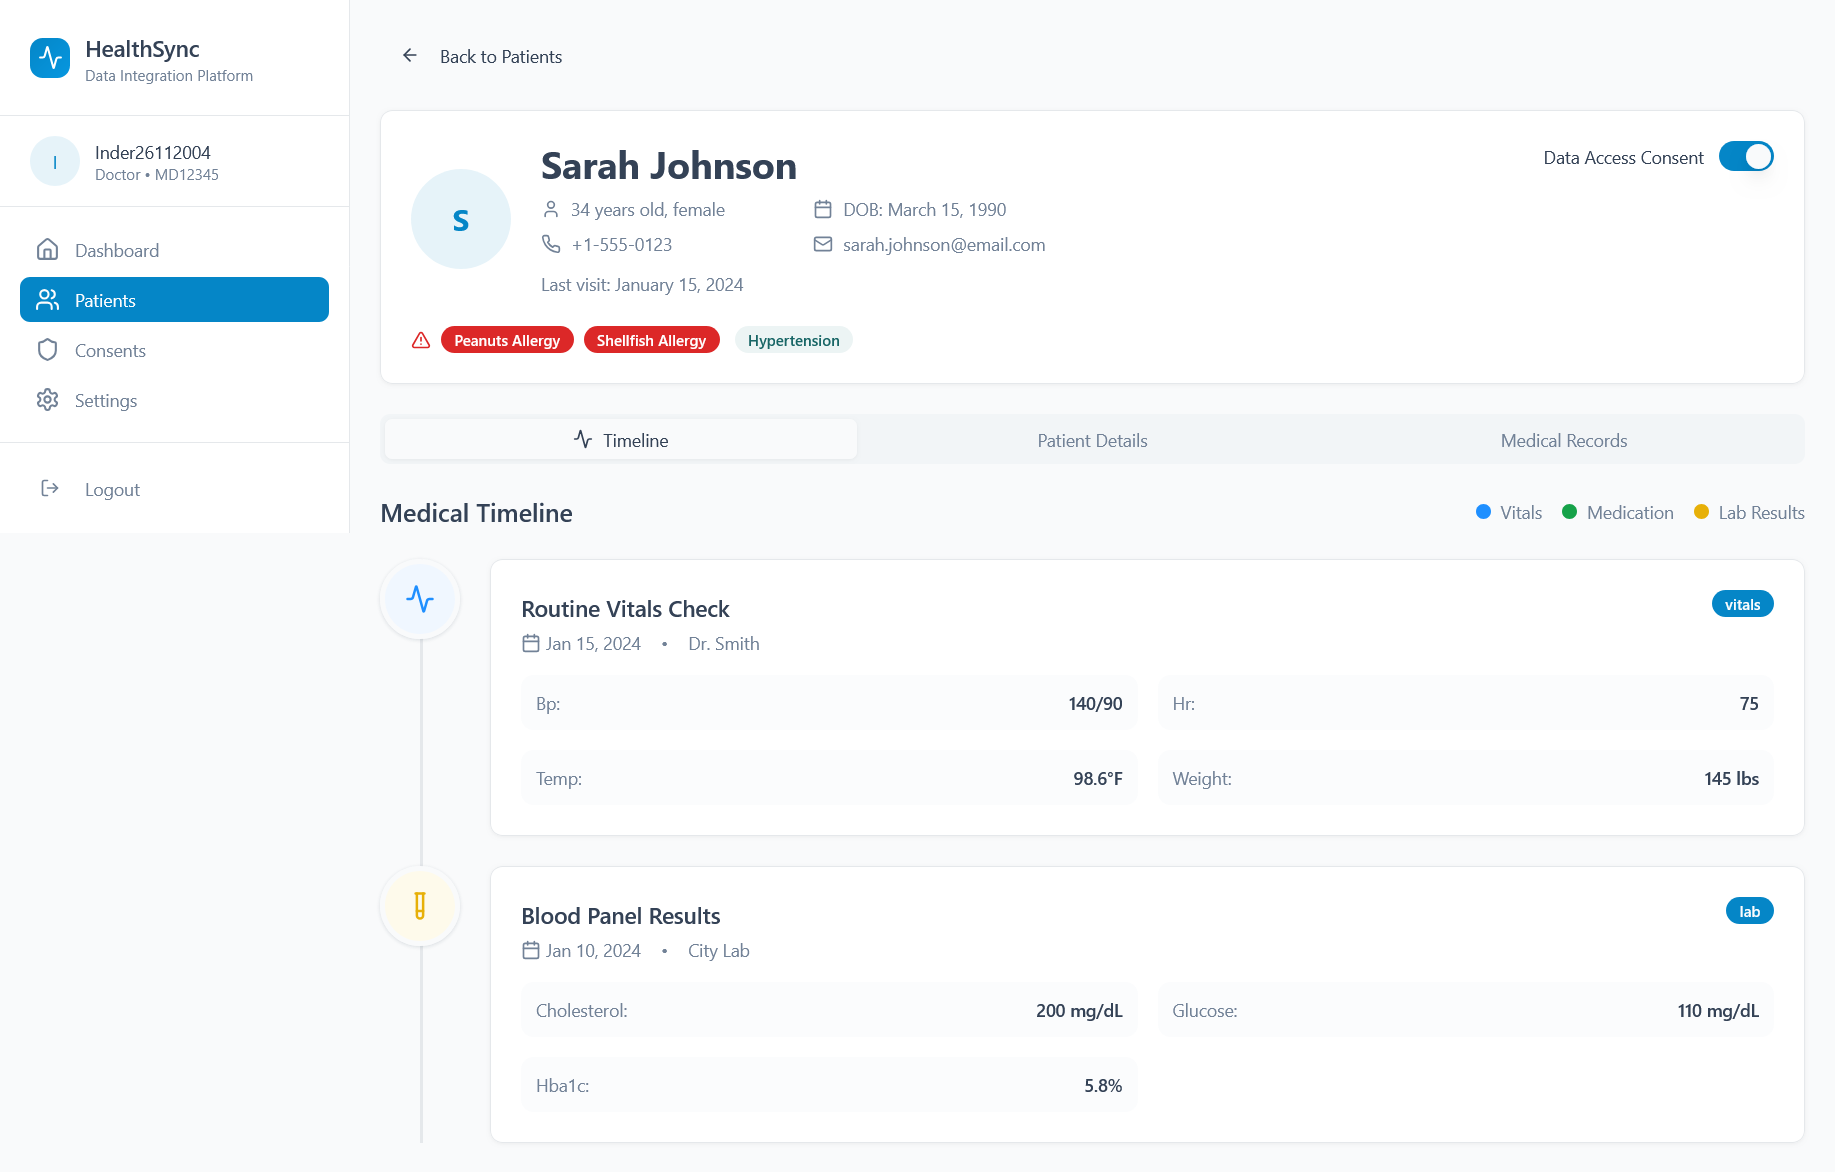 HealthSync
Data Integration Platform
I
Inder26112004
Doctor • MD12345
Dashboard
Patients
Consents
Settings
Logout
Back to Patients
S
Sarah Johnson
Data Access Consent
34 years old, female
DOB: March 15, 1990
+1-555-0123
sarah.johnson@email.com
Last visit: January 15, 2024
Peanuts Allergy
Shellfish Allergy
Hypertension
Timeline
Patient Details
Medical Records
Medical Timeline
Vitals
Medication
Lab Results
Routine Vitals Check
vitals
Jan 15, 2024 • Dr. Smith
Bp: 140/90
Hr: 75
Temp: 98.6°F
Weight: 145 lbs
Blood Panel Results
lab
Jan 10, 2024 • City Lab
Cholesterol: 200 mg/dL
Glucose: 110 mg/dL
Hba1c: 5.8%